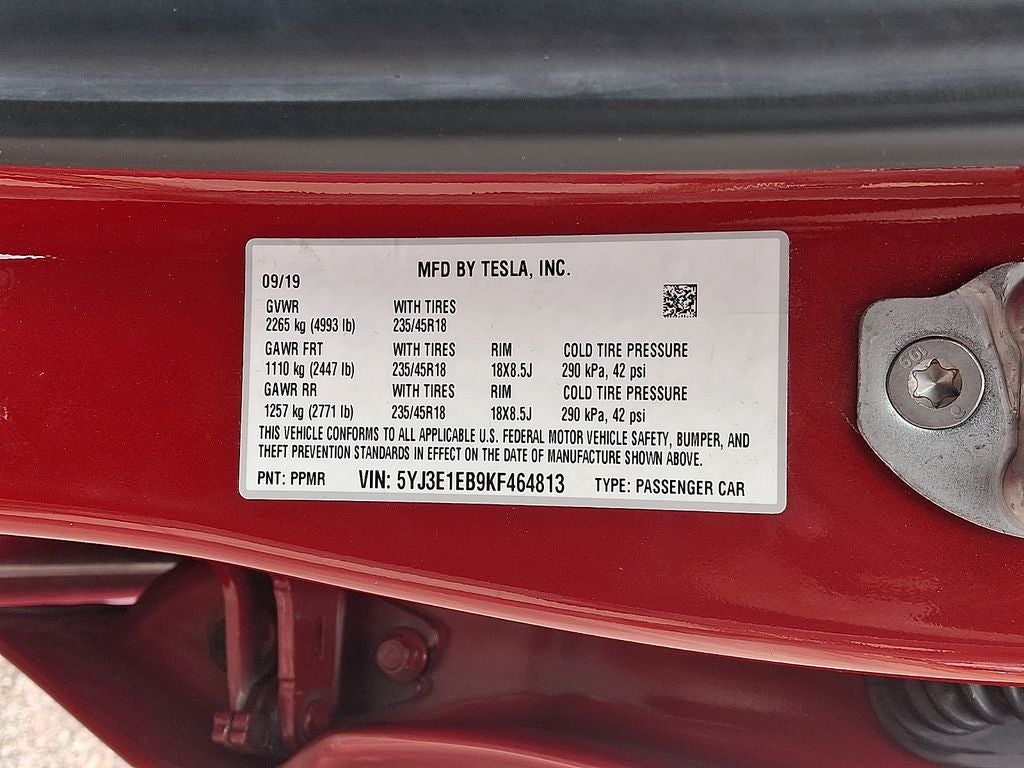 MFD BY TESLA, INC.
09/19
GVWR WITH TIRES
2265 kg (4993 lb) 235/45R18
GAWR FRT WITH TIRES RIM COLD TIRE PRESSURE
1110 kg (2447 lb) 235/45R18 18X8.5J 290 kPa, 42 psi
GAWR RR WITH TIRES RIM COLD TIRE PRESSURE
1257 kg (2771 lb) 235/45R18 18X8.5J 290 kPa, 42 psi
THIS VEHICLE CONFORMS TO ALL APPLICABLE U.S. FEDERAL MOTOR VEHICLE SAFETY, BUMPER, AND
THEFT PREVENTION STANDARDS IN EFFECT ON THE DATE OF MANUFACTURE SHOWN ABOVE.
PNT: PPMR VIN: 5YJ3E1EB9KF464813 TYPE: PASSENGER CAR